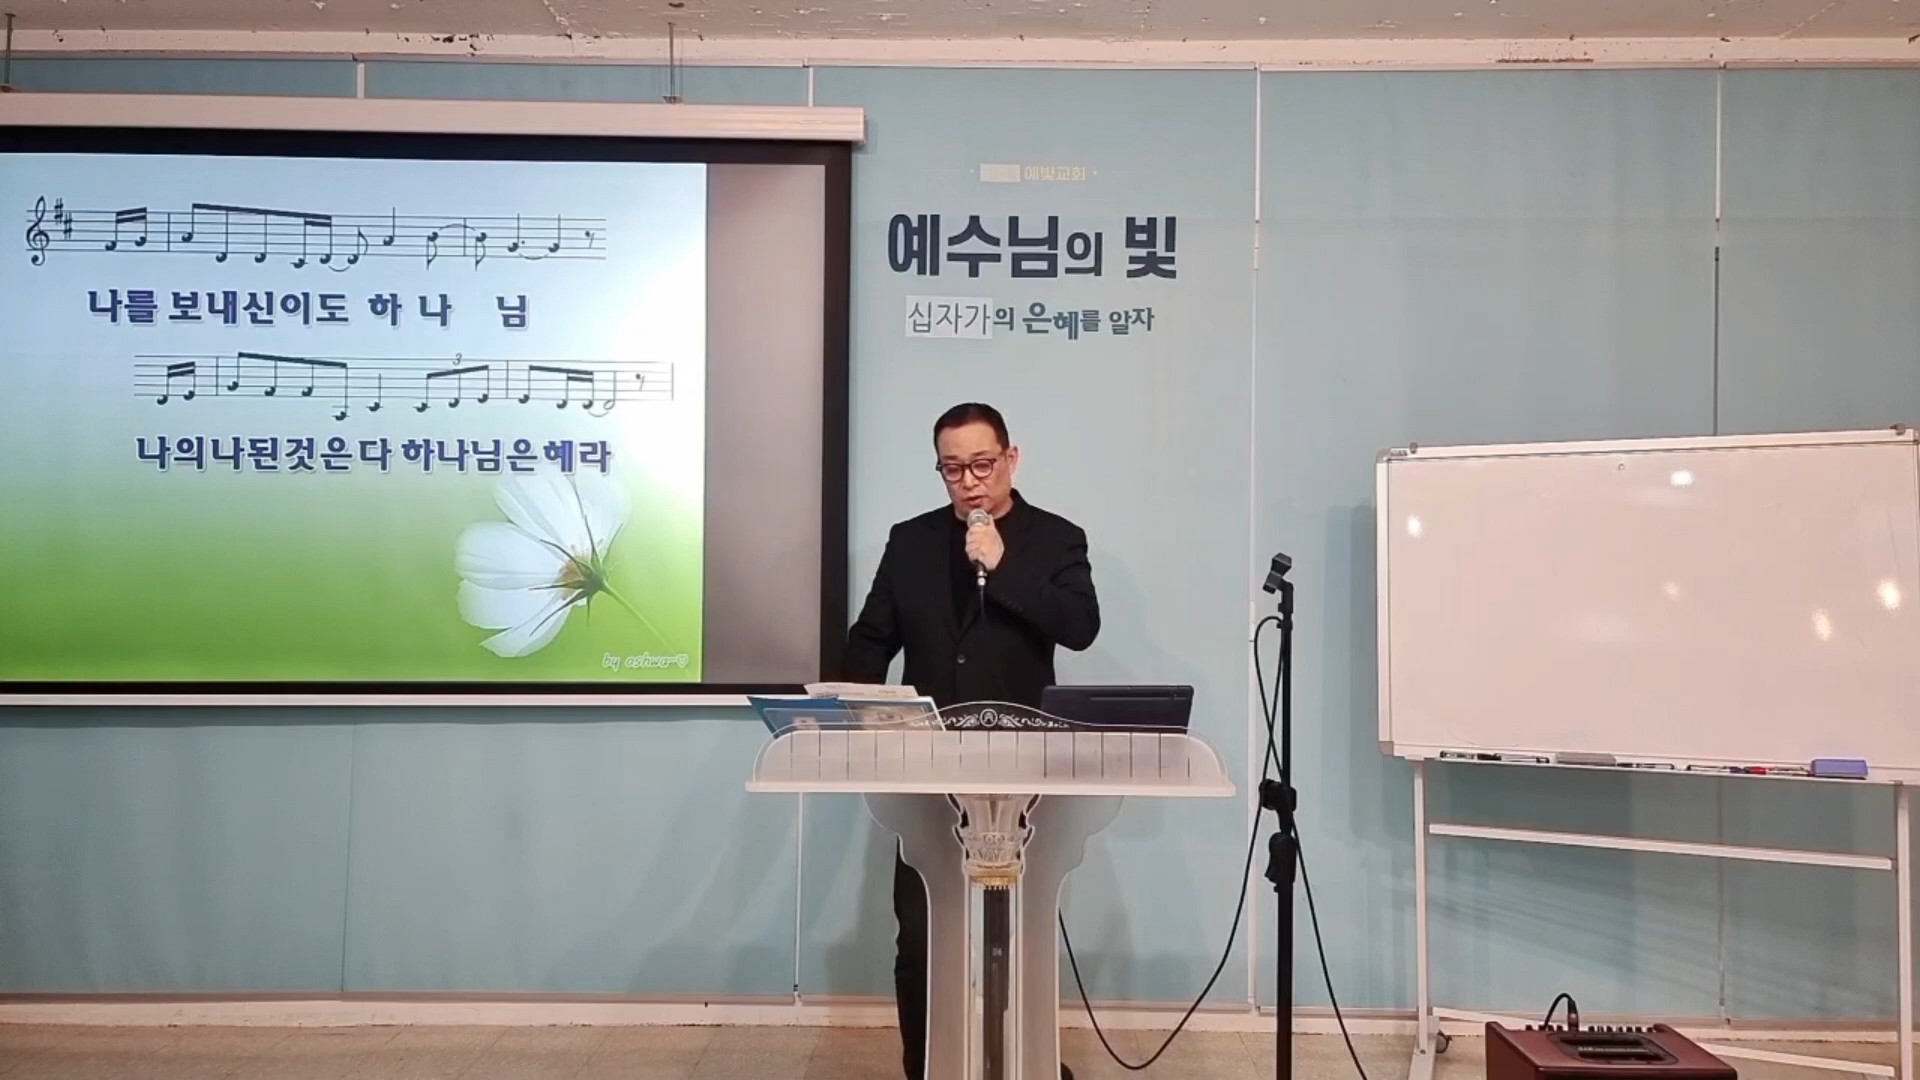 나를 보내신이도 하 나 님
3
나의나된것은다 하나님은혜라
by oshwa-♡
· 예빛교회 ·
예수님의 빛
십자가의 은혜를 알자